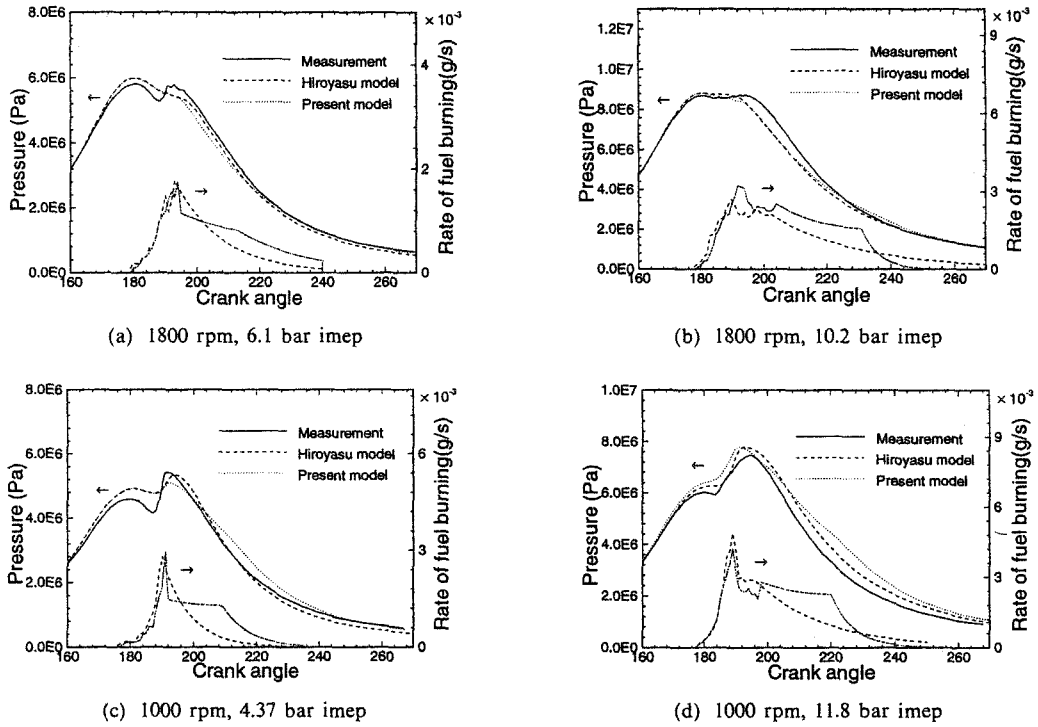 × 10⁻³
8.0E6
6.0E6
4.0E6
2.0E6
0.0E0
Pressure (Pa)
Measurement
Hiroyasu model
Present model
←
→
4
2
0
Rate of fuel burning(g/s)
160 180 200 220 240 260
Crank angle
(a) 1800 rpm, 6.1 bar imep
× 10⁻³
1.2E7
1.0E7
8.0E6
6.0E6
4.0E6
2.0E6
0.0E0
Pressure (Pa)
Measurement
Hiroyasu model
Present model
←
→
9
6
3
0
Rate of fuel burning(g/s)
160 180 200 220 240 260
Crank angle
(b) 1800 rpm, 10.2 bar imep
× 10⁻³
8.0E6
6.0E6
4.0E6
2.0E6
0.0E0
Pressure (Pa)
Measurement
Hiroyasu model
Present model
←
→
6
3
0
Rate of fuel burning(g/s)
160 180 200 220 240 260
Crank angle
(c) 1000 rpm, 4.37 bar imep
× 10⁻³
1.0E7
8.0E6
6.0E6
4.0E6
2.0E6
0.0E0
Pressure (Pa)
Measurement
Hiroyasu model
Present model
←
→
9
6
3
0
Rate of fuel burning(g/s)
160 180 200 220 240 260
Crank angle
(d) 1000 rpm, 11.8 bar imep